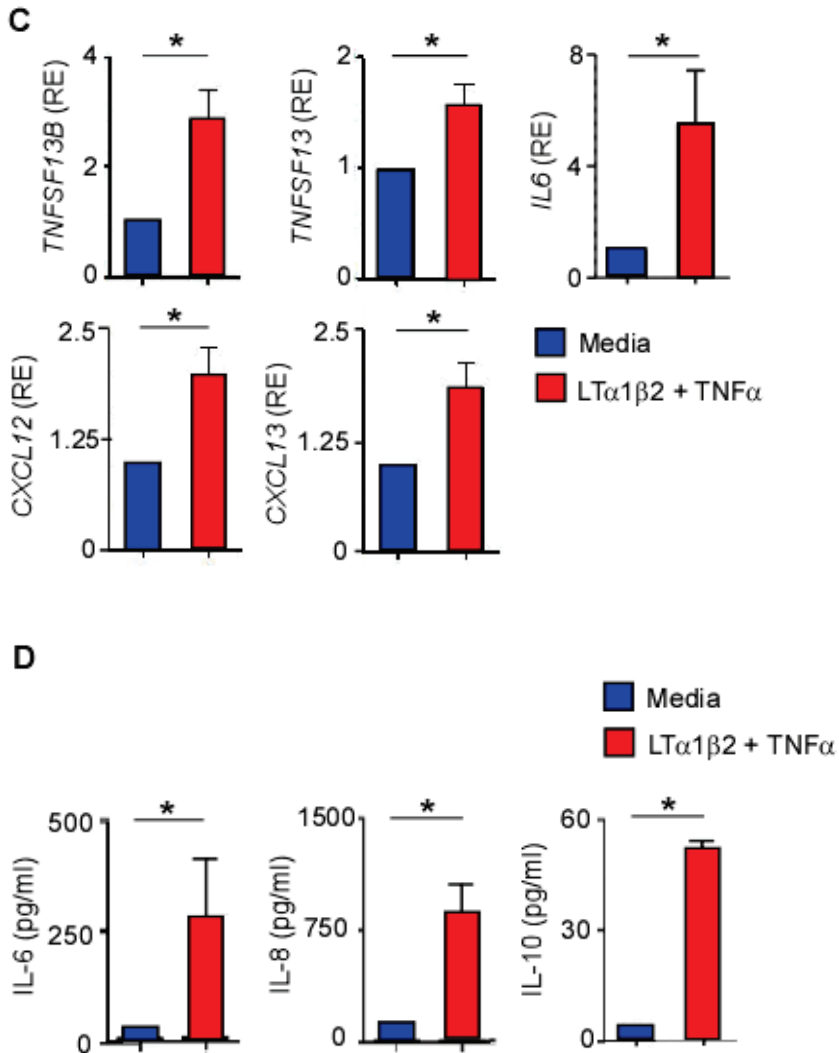 C
*
4
2
0
TNFSF13B (RE)
*
2
1
0
TNFSF13 (RE)
*
8
4
0
IL6 (RE)
*
2.5
1.25
0
CXCL12 (RE)
*
2.5
1.25
0
CXCL13 (RE)
Media
LTα1β2 + TNFα
D
Media
LTα1β2 + TNFα
*
500
250
0
IL-6 (pg/ml)
*
1500
750
0
IL-8 (pg/ml)
*
60
30
0
IL-10 (pg/ml)